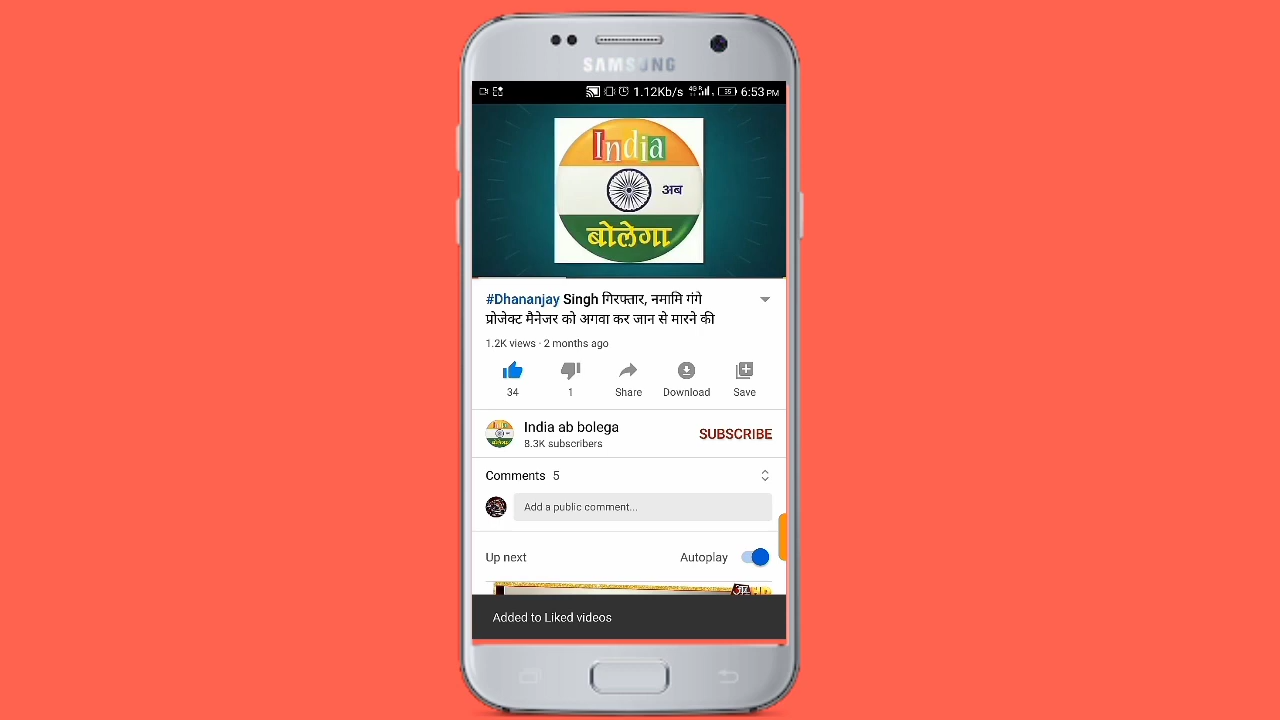 SAMSUNG
1.12Kb/s 4G R 35 6:53 PM
India
अब
बोलेगा
#Dhananjay Singh गिरफ्तार, नमामि गंगे
प्रोजेक्ट मैनेजर को अगवा कर जान से मारने की
1.2K views · 2 months ago
34 1 Share Download Save
India ab bolega
8.3K subscribers
SUBSCRIBE
Comments 5
Add a public comment...
Up next Autoplay
Added to Liked videos